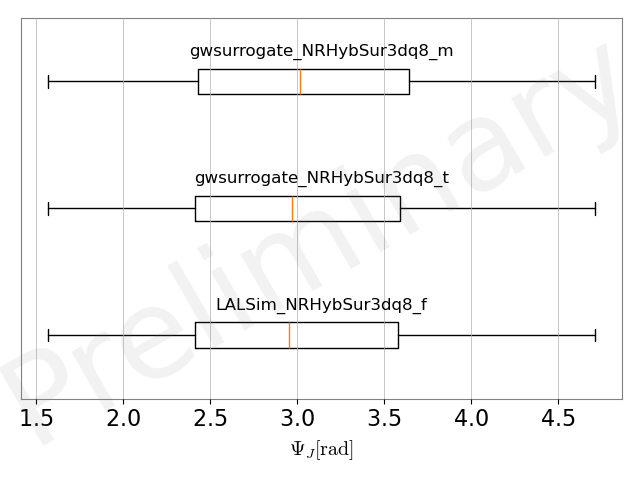 gwsurrogate_NRHybSur3dq8_m
gwsurrogate_NRHybSur3dq8_t
LALSim_NRHybSur3dq8_f
Preliminary
1.5 2.0 2.5 3.0 3.5 4.0 4.5
Ψ_J[rad]